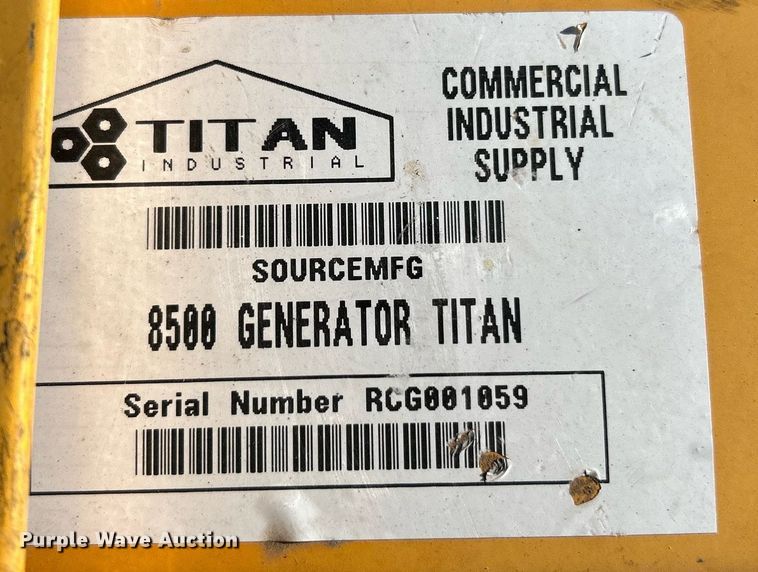 TITAN
INDUSTRIAL
COMMERCIAL
INDUSTRIAL
SUPPLY
SOURCEMFG
8500 GENERATOR TITAN
Serial Number RCG001059
Purple Wave Auction